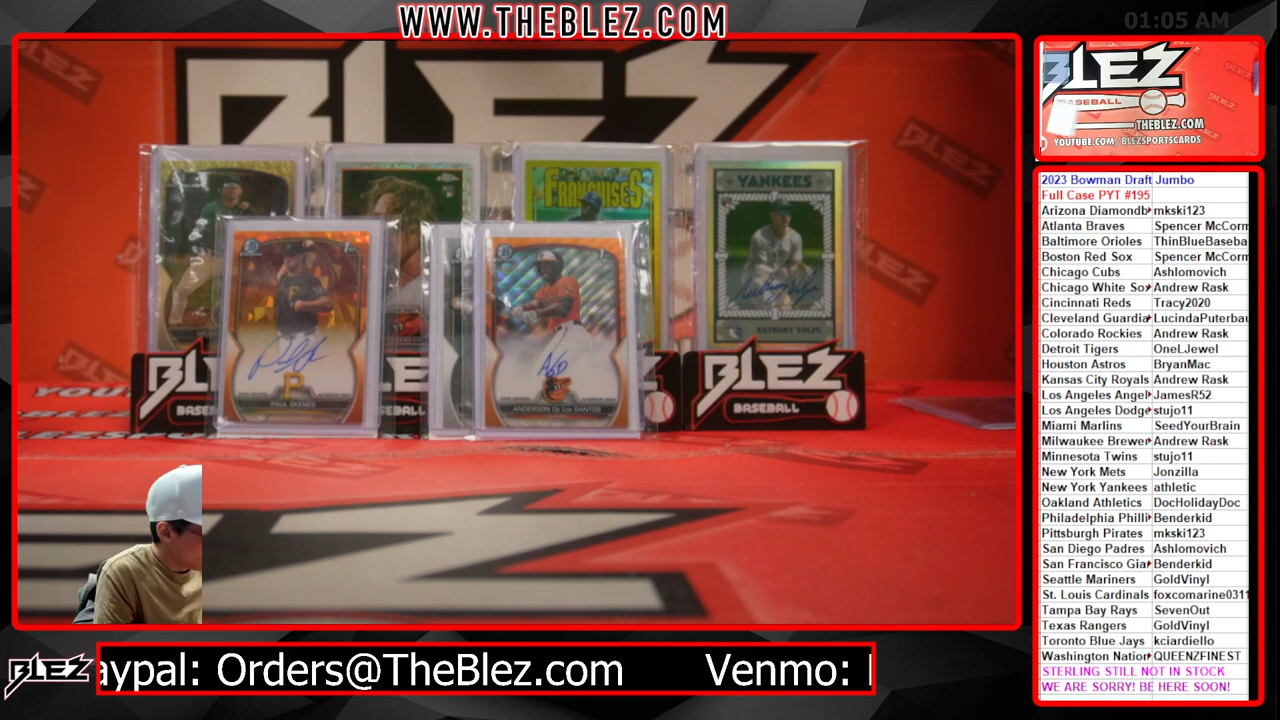 WWW.THEBLEZ.COM
01:05 AM
BLEZ
BLEZ
BASEBALL
THEBLEZ.COM
YOUTUBE.COM/BLEZSPORTSCARDS
FRANCHISES
YANKEES
ANTHONY VOLPE
PAUL SKENES
ANDERSON DE LOS SANTOS
BLEZ
BASEBALL
BLEZ
BASEBALL
2023 Bowman Draft Jumbo
Full Case PYT #195
Arizona Diamondb mkski123
Atlanta Braves Spencer McCorm
Baltimore Orioles ThinBlueBaseba
Boston Red Sox Spencer McCorm
Chicago Cubs Ashlomovich
Chicago White Sox Andrew Rask
Cincinnati Reds Tracy2020
Cleveland Guardia LucindaPuterbau
Colorado Rockies Andrew Rask
Detroit Tigers OneLJewel
Houston Astros BryanMac
Kansas City Royals Andrew Rask
Los Angeles Angel JamesR52
Los Angeles Dodge stujo11
Miami Marlins SeedYourBrain
Milwaukee Brewer Andrew Rask
Minnesota Twins stujo11
New York Mets Jonzilla
New York Yankees athletic
Oakland Athletics DocHolidayDoc
Philadelphia Philli Benderkid
Pittsburgh Pirates mkski123
San Diego Padres Ashlomovich
San Francisco Gia Benderkid
Seattle Mariners GoldVinyl
St. Louis Cardinals foxcomarine0311
Tampa Bay Rays SevenOut
Texas Rangers GoldVinyl
Toronto Blue Jays kciardiello
Washington Nation QUEENZFINEST
STERLING STILL NOT IN STOCK
WE ARE SORRY! BE HERE SOON!
BLEZ
aypal: Orders@TheBlez.com Venmo: